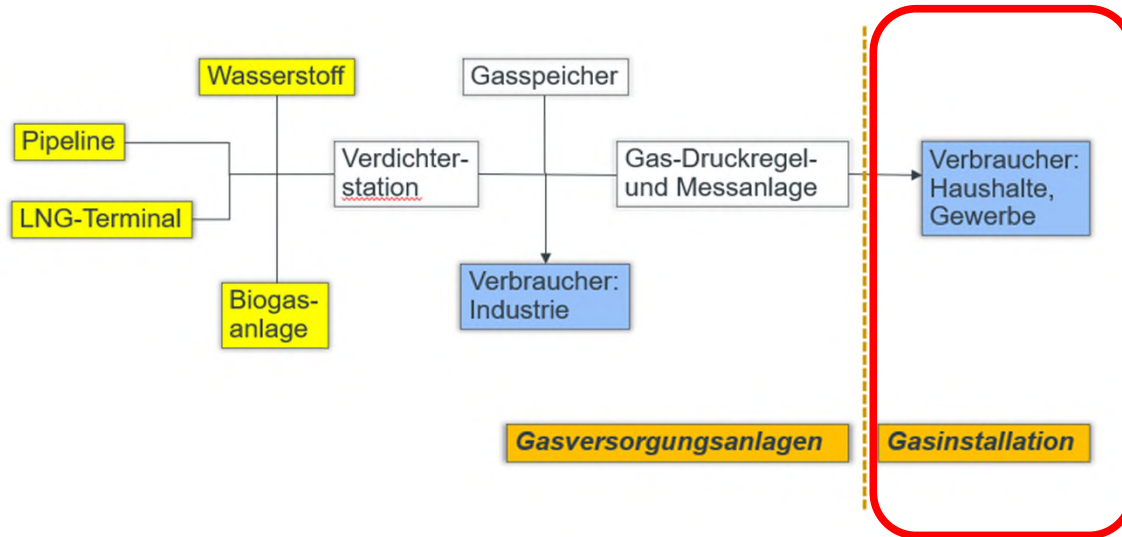 Wasserstoff
Gasspeicher
Pipeline
Verdichter-
station
Gas-Druckregel-
und Messanlage
Verbraucher:
Haushalte,
Gewerbe
LNG-Terminal
Biogas-
anlage
Verbraucher:
Industrie
Gasversorgungsanlagen
Gasinstallation